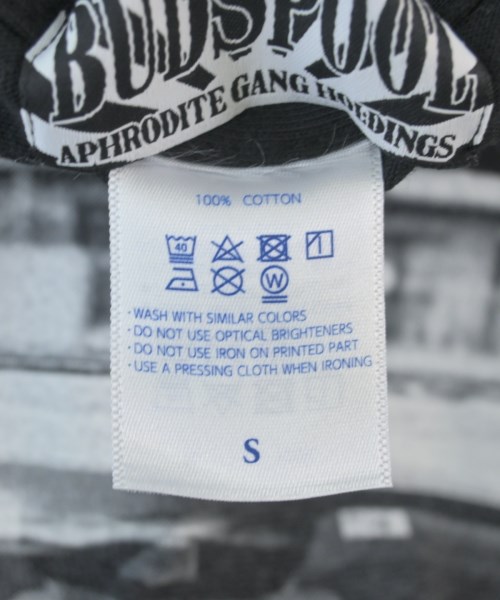 BUDSPOOL
APHRODITE GANG HOLDINGS
100% COTTON
40
W
· WASH WITH SIMILAR COLORS
· DO NOT USE OPTICAL BRIGHTENERS
· DO NOT USE IRON ON PRINTED PART
· USE A PRESSING CLOTH WHEN IRONING
S